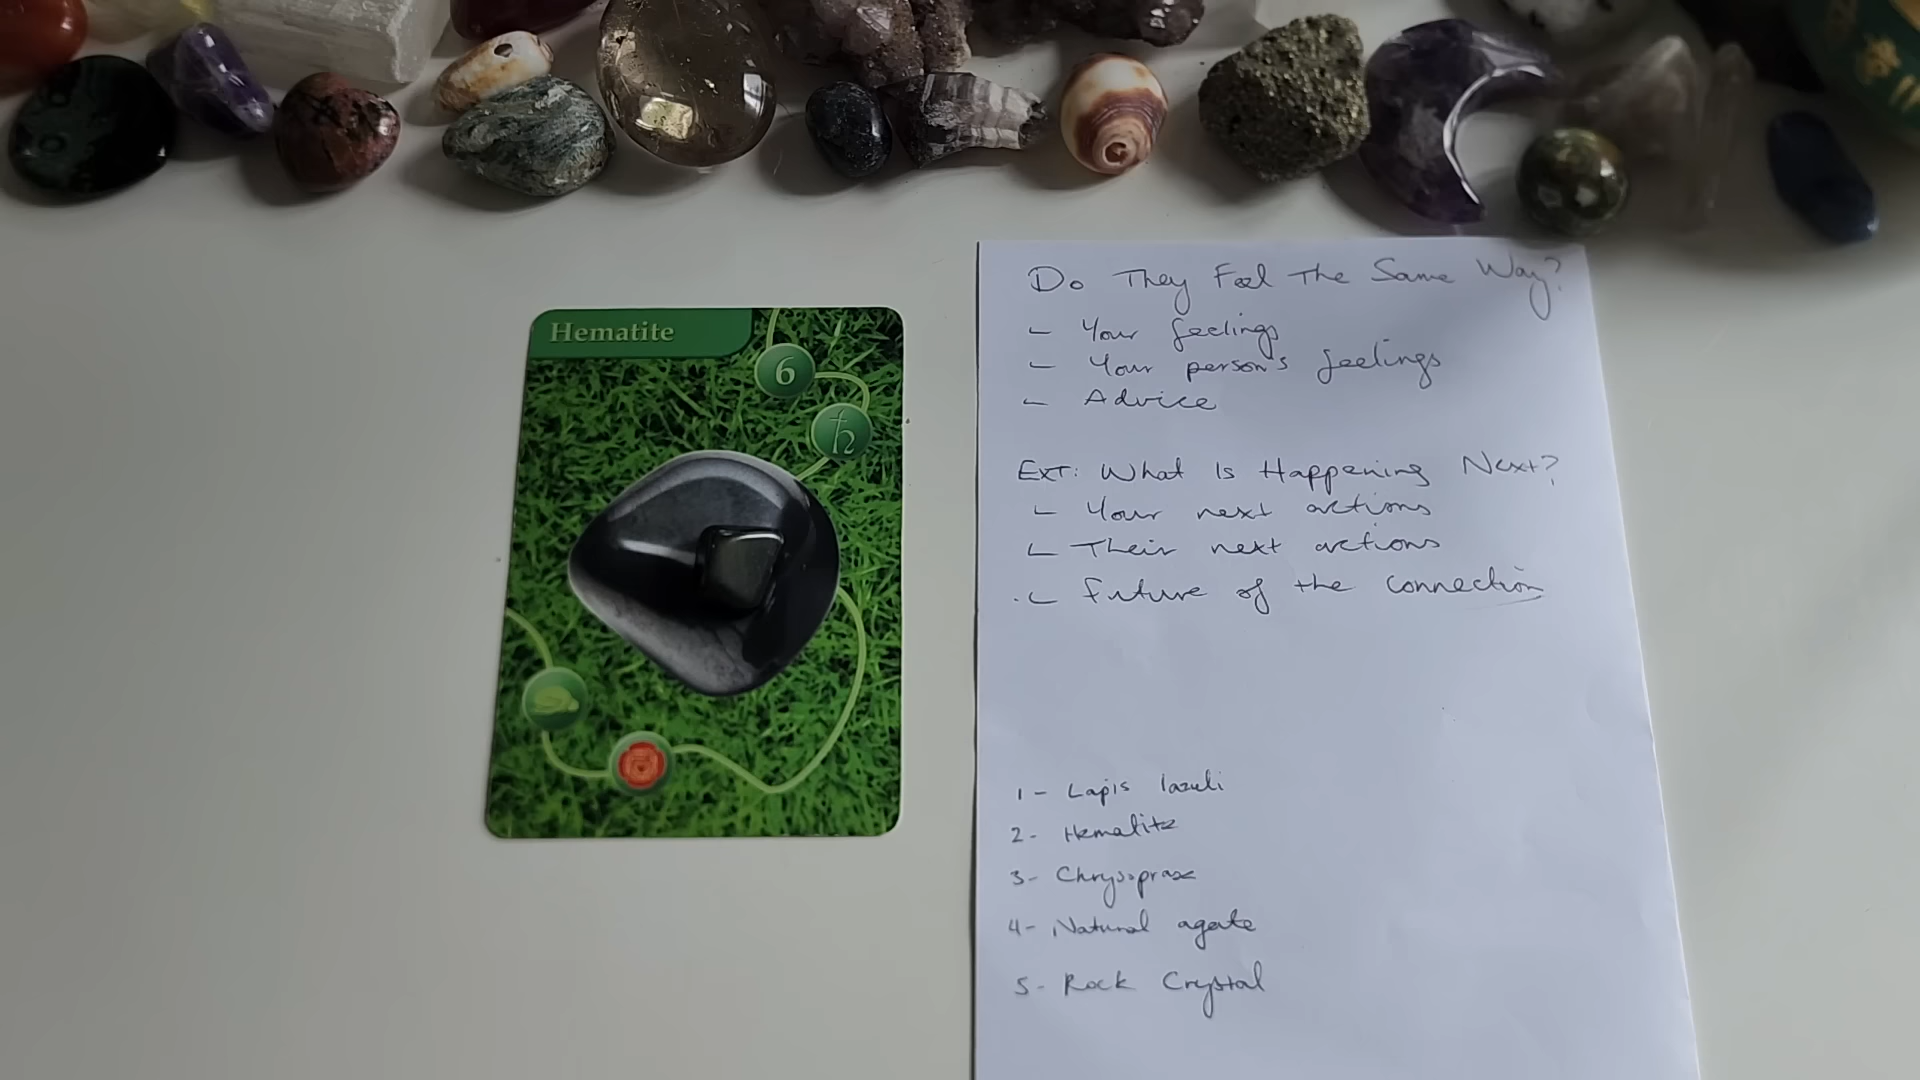 Hematite
6
♄
Do They Feel The Same Way?
- Your feelings
- Your person's feelings
- Advice
Ext: What Is Happening Next?
- Your next actions
- Their next actions
- Future of the connection
1- Lapis lazuli
2- Hematite
3- Chrysoprase
4- Natural agate
5- Rock Crystal